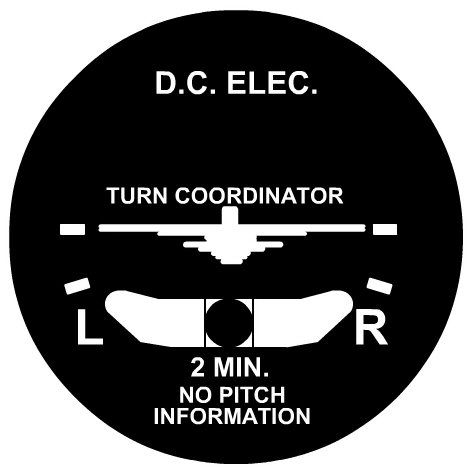 D.C. ELEC.
TURN COORDINATOR
L R
2 MIN.
NO PITCH
INFORMATION